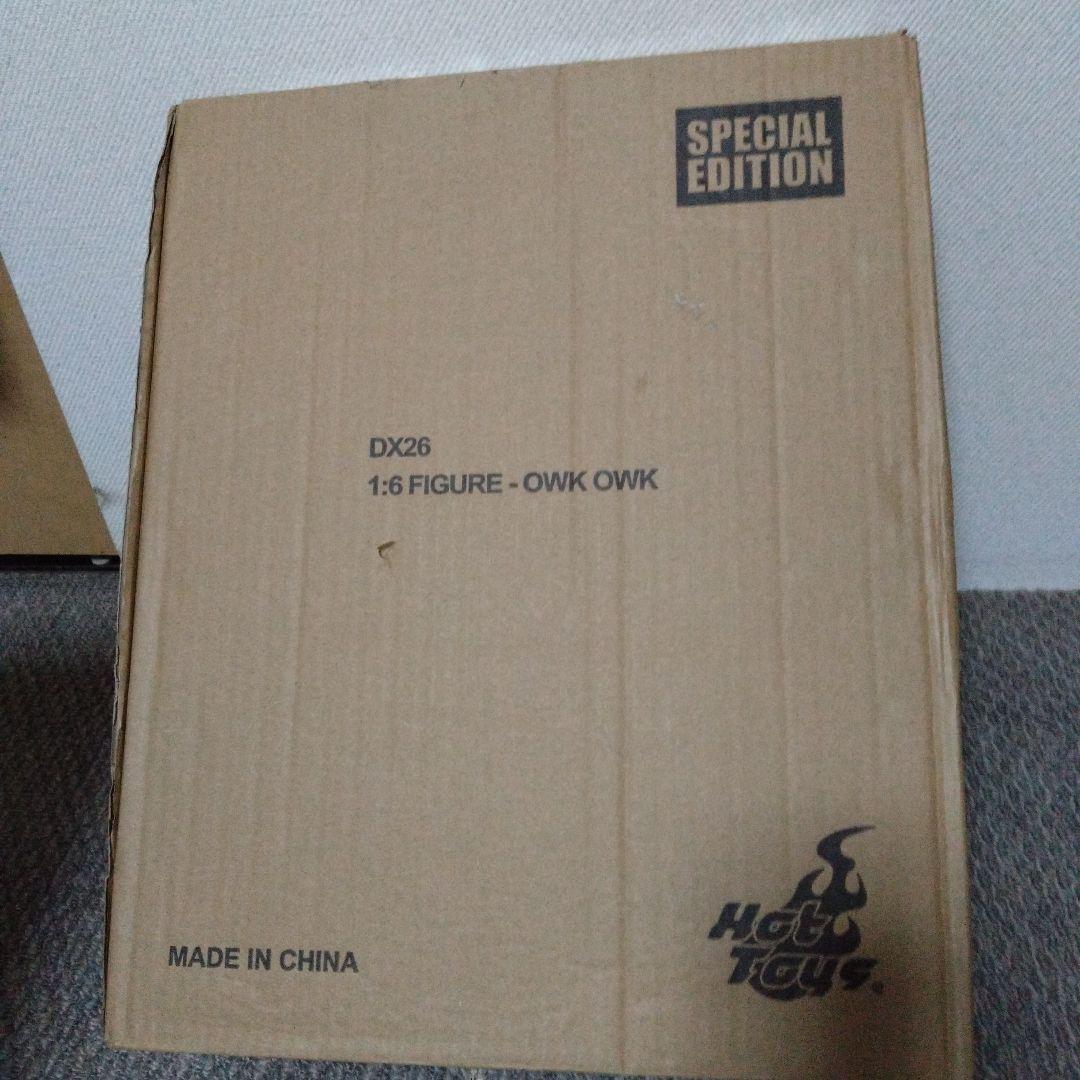 SPECIAL
EDITION
DX26
1:6 FIGURE - OWK OWK
MADE IN CHINA
Hot
Toys